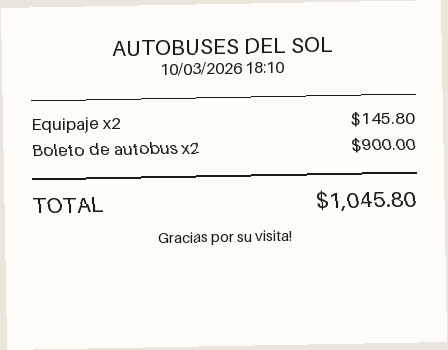 AUTOBUSES DEL SOL
10/03/2026 18:10
Equipaje x2 $145.80
Boleto de autobus x2 $900.00
TOTAL $1,045.80
Gracias por su visita!